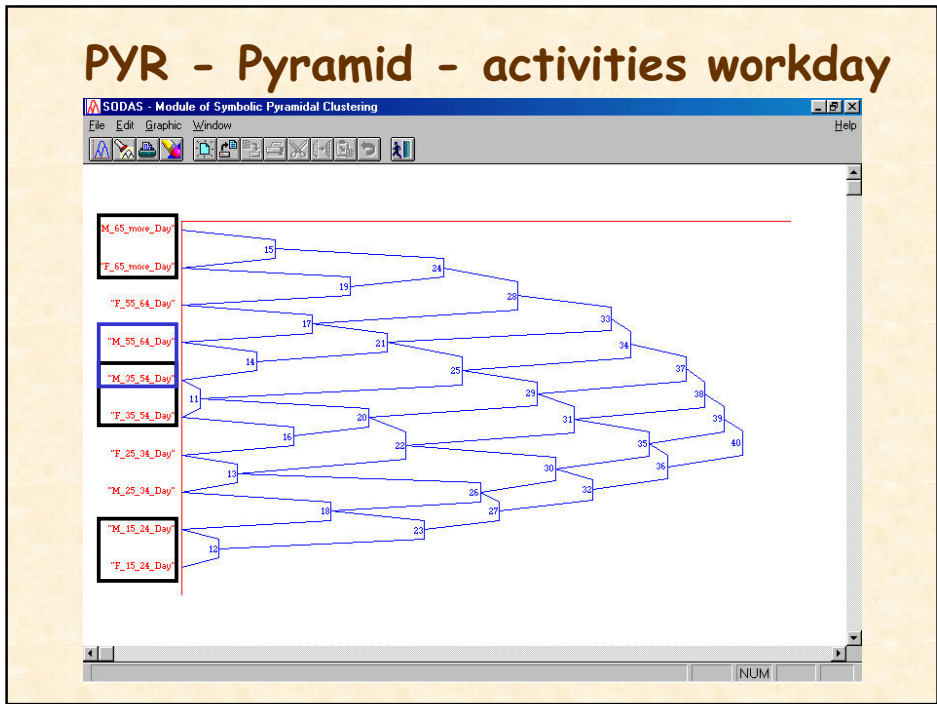 PYR - Pyramid - activities workday
SODAS - Module of Symbolic Pyramidal Clustering
File Edit Graphic Window Help
"M_65_more_Day"
15
"F_65_more_Day"
24
19
28
"F_55_64_Day"
17
33
"M_55_64_Day"
21
34
14
25
37
"M_35_54_Day"
11
29
38
"F_35_54_Day"
20
31
39
16
22
35
40
"F_25_34_Day"
13
30
36
"M_25_34_Day"
26
32
18
27
"M_15_24_Day"
23
12
"F_15_24_Day"
NUM